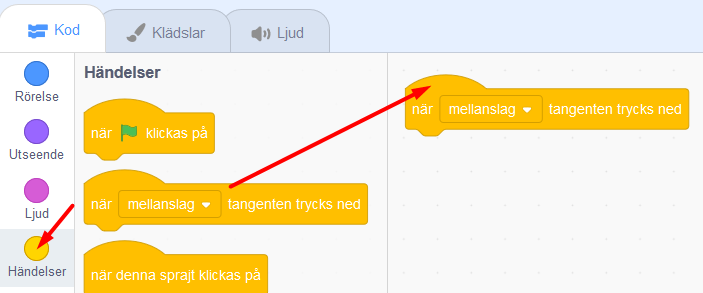 Kod
Klädslar
Ljud
Rörelse
Utseende
Ljud
Händelser
Händelser
när klickas på
när mellanslag tangenten trycks ned
när denna sprajt klickas på
när mellanslag tangenten trycks ned